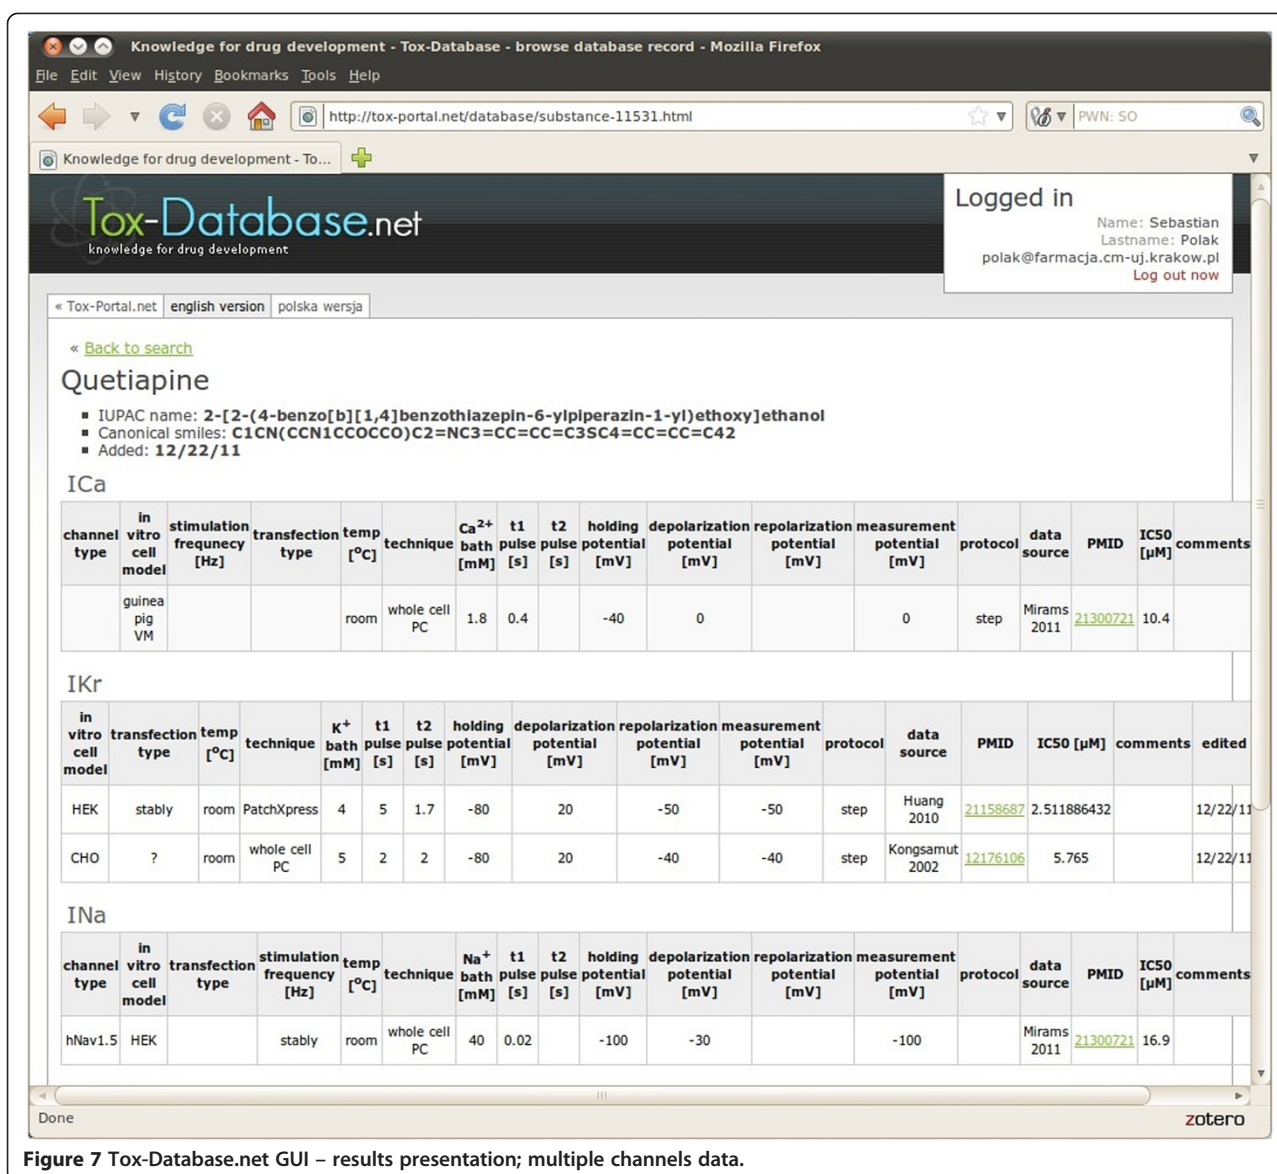 Knowledge for drug development - Tox-Database - browse database record - Mozilla Firefox
File Edit View History Bookmarks Tools Help
http://tox-portal.net/database/substance-11531.html
PWN: SO
Knowledge for drug development - To...
Tox-Database.net
knowledge for drug development
Logged in
Name: Sebastian
Lastname: Polak
polak@farmacja.cm-uj.krakow.pl
Log out now
« Tox-Portal.net english version polska wersja
« Back to search
Quetiapine
▪ IUPAC name: 2-[2-(4-benzo[b][1,4]benzothiazepin-6-ylpiperazin-1-yl)ethoxy]ethanol
▪ Canonical smiles: C1CN(CCN1CCOCCO)C2=NC3=CC=CC=C3SC4=CC=CC=C42
▪ Added: 12/22/11
ICa
channel type in vitro cell model stimulation frequnecy [Hz] transfection type temp [°C] technique Ca2+ bath [mM] t1 pulse [s] t2 pulse [s] holding potential [mV] depolarization potential [mV] repolarization potential [mV] measurement potential [mV] protocol data source PMID IC50 [µM] comments
guinea pig VM room whole cell PC 1.8 0.4 -40 0 0 step Mirams 2011 21300721 10.4
IKr
in vitro cell model transfection type temp [°C] technique K+ bath [mM] t1 pulse [s] t2 pulse [s] holding potential [mV] depolarization potential [mV] repolarization potential [mV] measurement potential [mV] protocol data source PMID IC50 [µM] comments edited
HEK stably room PatchXpress 4 5 1.7 -80 20 -50 -50 step Huang 2010 21158687 2.511886432 12/22/11
CHO ? room whole cell PC 5 2 2 -80 20 -40 -40 step Kongsamut 2002 12176106 5.765 12/22/11
INa
channel type in vitro cell model transfection type stimulation frequency [Hz] temp [°C] technique Na+ bath [mM] t1 pulse [s] t2 pulse [s] holding potential [mV] depolarization potential [mV] repolarization potential [mV] measurement potential [mV] protocol data source PMID IC50 [µM] comments
hNav1.5 HEK stably room whole cell PC 40 0.02 -100 -30 -100 Mirams 2011 21300721 16.9
Done
zotero
Figure 7 Tox-Database.net GUI – results presentation; multiple channels data.